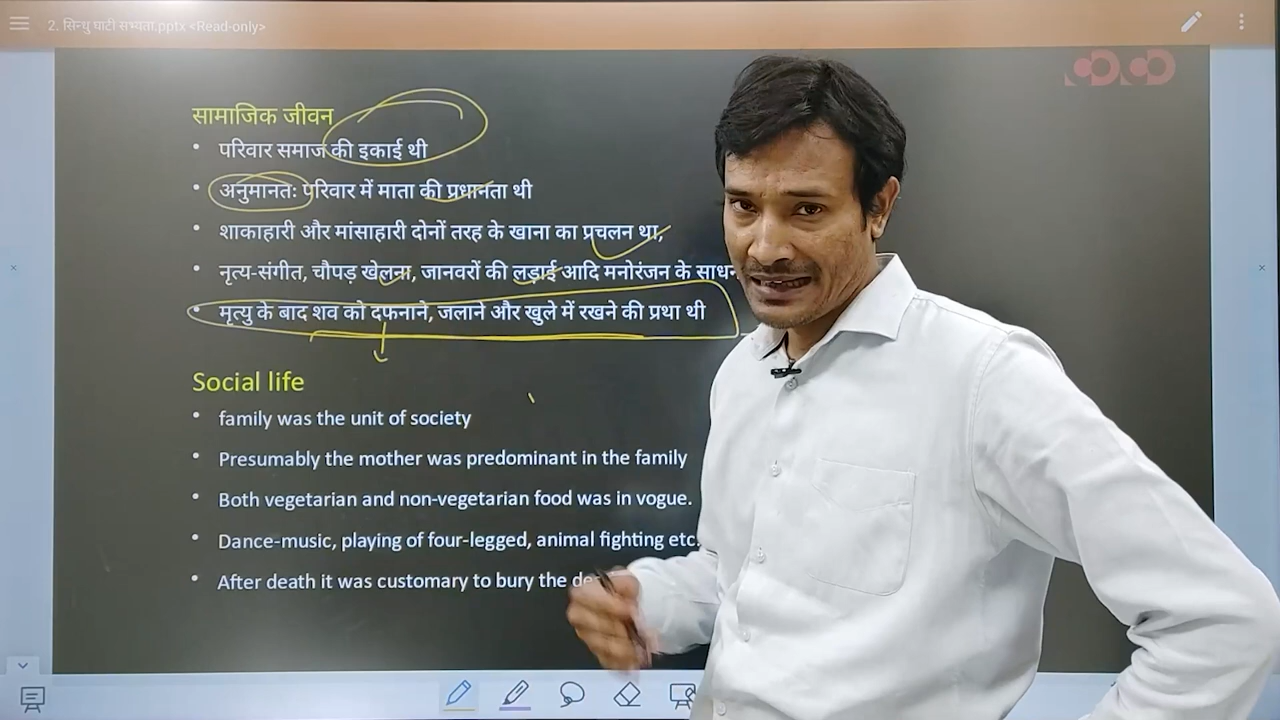 2. सिन्धु घाटी सभ्यता.pptx <Read-only>
सामाजिक जीवन
परिवार समाज की इकाई थी
अनुमानतः परिवार में माता की प्रधानता थी
शाकाहारी और मांसाहारी दोनों तरह के खाना का प्रचलन था,
नृत्य-संगीत, चौपड़ खेलना, जानवरों की लड़ाई आदि मनोरंजन के साधन
मृत्यु के बाद शव को दफनाने, जलाने और खुले में रखने की प्रथा थी
Social life
family was the unit of society
Presumably the mother was predominant in the family
Both vegetarian and non-vegetarian food was in vogue.
Dance-music, playing of four-legged, animal fighting etc.
After death it was customary to bury the